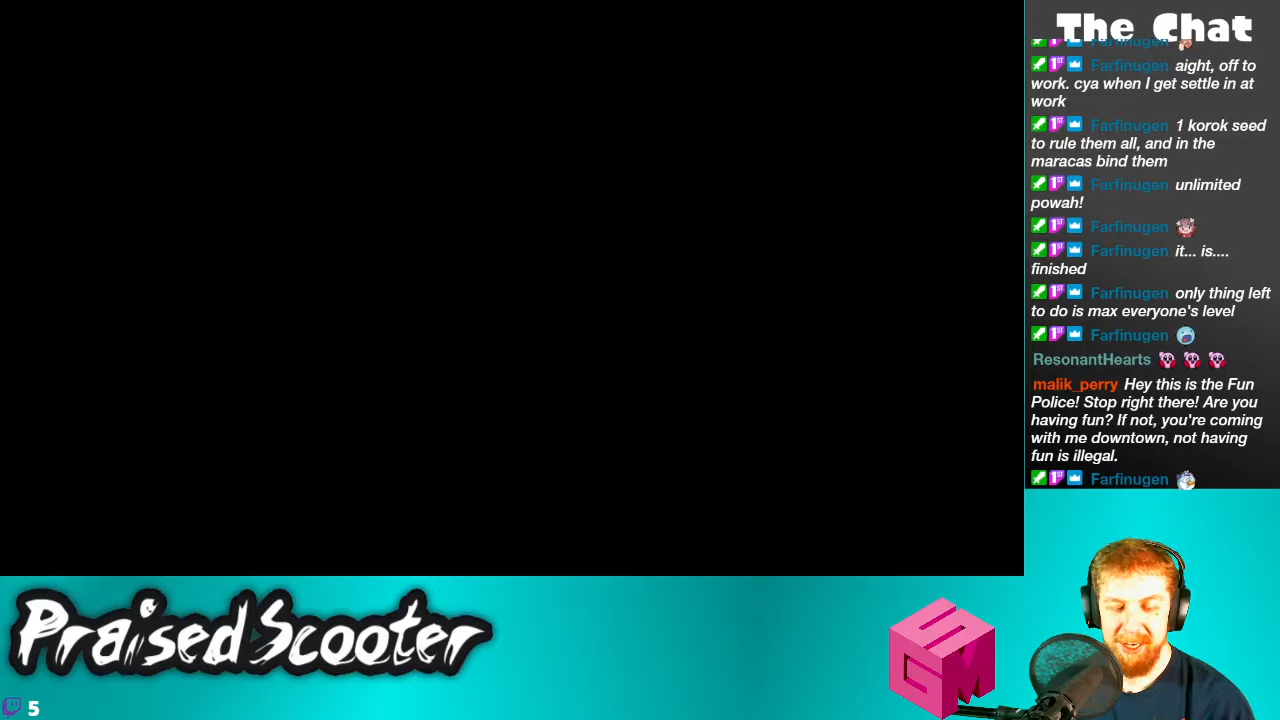 The Chat
Farfinugen
Farfinugen aight, off to
work. cya when I get settle in at
work
Farfinugen 1 korok seed
to rule them all, and in the
maracas bind them
Farfinugen unlimited
powah!
Farfinugen
Farfinugen it... is....
finished
Farfinugen only thing left
to do is max everyone's level
Farfinugen
ResonantHearts
malik_perry Hey this is the Fun
Police! Stop right there! Are you
having fun? If not, you're coming
with me downtown, not having
fun is illegal.
Farfinugen
PraisedScooter
SGM
5